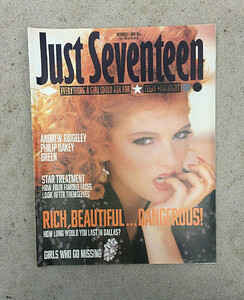 Just Seventeen
EVERYTHING A GIRL COULD ASK FOR
ANDREW RIDGELEY
PHILIP OAKEY
GREEN
STAR TREATMENT
HOW FOUR FAMOUS FACES
LOOK AFTER THEMSELVES
RICH, BEAUTIFUL...DANGEROUS!
HOW LONG WOULD YOU LAST IN DALLAS?
GIRLS WHO GO MISSING